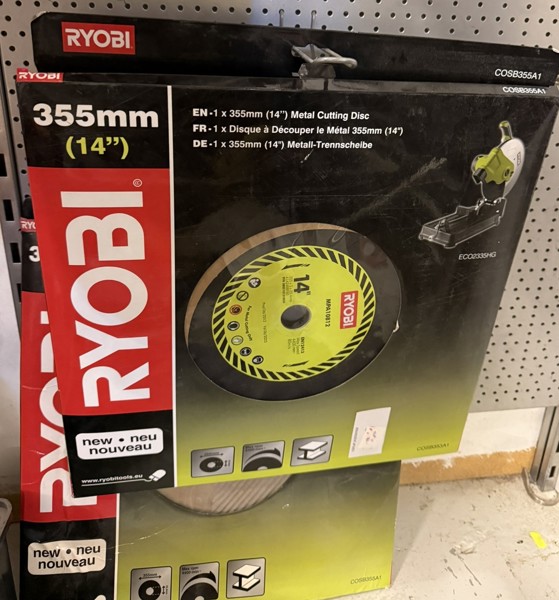 RYOBI
COSB355A1
RYOBI
COSB355A1
355mm
(14")
EN-1 x 355mm (14") Metal Cutting Disc
FR-1 x Disque à Découper le Métal 355mm (14")
DE-1 x 355mm (14") Metall-Trennscheibe
RYOBI
ECO2335HG
14"
RYOBI
new • neu
nouveau
www.ryobitools.eu
COSB355A1
RYOBI
3
new • neu
nouveau
COSB355A1